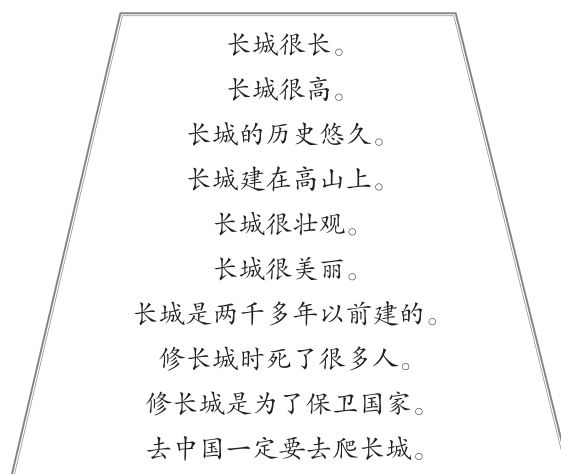 长城很长。
长城很高。
长城的历史悠久。
长城建在高山上。
长城很壮观。
长城很美丽。
长城是两千多年以前建的。
修长城时死了很多人。
修长城是为了保卫国家。
去中国一定要去爬长城。